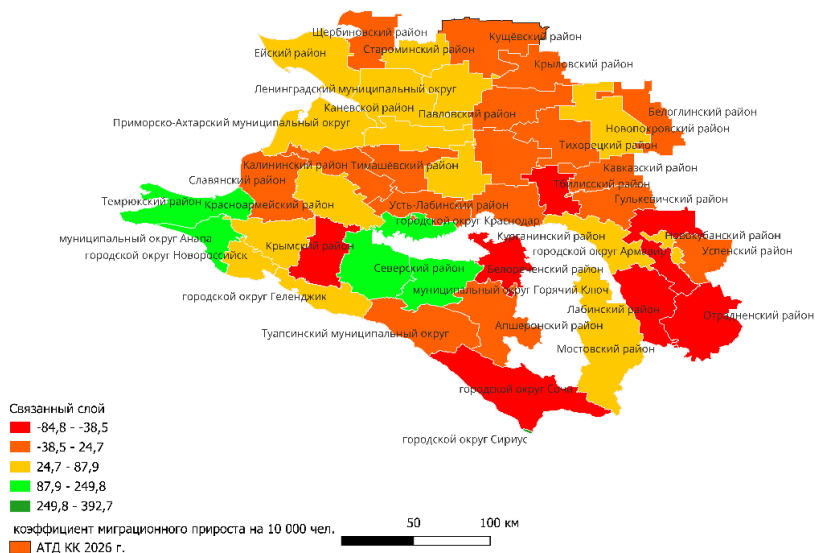 Щербиновский район
Кущёвский район
Староминский район
Ейский район
Крыловский район
Ленинградский муниципальный округ
Каневской район
Павловский район
Белоглинский район
Приморско-Ахтарский муниципальный округ
Новопокровский район
Тихорецкий район
Калининский район
Тимашёвский район
Кавказский район
Славянский район
Тбилисский район
Темрюкский район
Красноармейский район
Усть-Лабинский район
Гулькевичский район
городской округ Краснодар
муниципальный округ Анапа
Курганинский район
Новокубанский район
Крымский район
городской округ Армавир
Успенский район
городской округ Новороссийск
Северский район
Белореченский район
муниципальный округ Горячий Ключ
городской округ Геленджик
Лабинский район
Отрадненский район
Апшеронский район
Туапсинский муниципальный округ
Мостовский район
городской округ Сочи
городской округ Сириус
Связанный слой
-84,8 - -38,5
-38,5 - 24,7
24,7 - 87,9
87,9 - 249,8
249,8 - 392,7
коэффициент миграционного прироста на 10 000 чел.
АТД КК 2026 г.
50 100 км